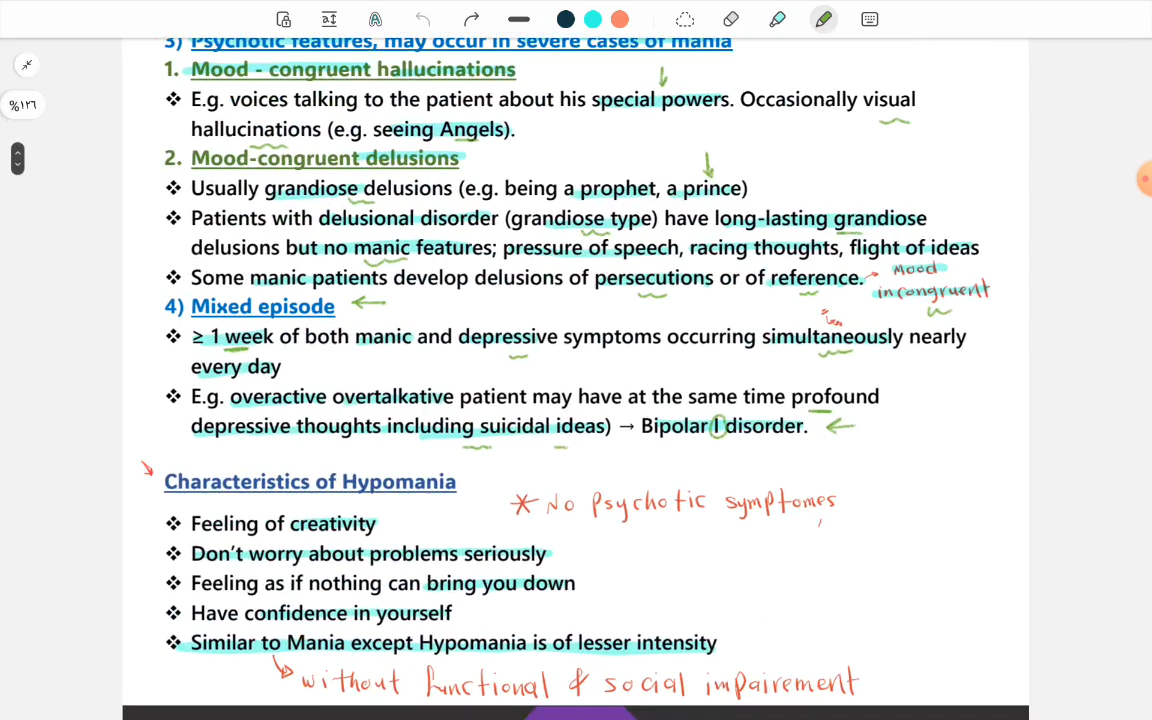 3) Psychotic features, may occur in severe cases of mania
1. Mood - congruent hallucinations
❖ E.g. voices talking to the patient about his special powers. Occasionally visual
hallucinations (e.g. seeing Angels).
2. Mood-congruent delusions
❖ Usually grandiose delusions (e.g. being a prophet, a prince)
❖ Patients with delusional disorder (grandiose type) have long-lasting grandiose
delusions but no manic features; pressure of speech, racing thoughts, flight of ideas
❖ Some manic patients develop delusions of persecutions or of reference.
Mood
incongruent
4) Mixed episode
❖ ≥ 1 week of both manic and depressive symptoms occurring simultaneously nearly
every day
❖ E.g. overactive overtalkative patient may have at the same time profound
depressive thoughts including suicidal ideas) → Bipolar I disorder.
Characteristics of Hypomania
* No psychotic symptomes
❖ Feeling of creativity
❖ Don't worry about problems seriously
❖ Feeling as if nothing can bring you down
❖ Have confidence in yourself
❖ Similar to Mania except Hypomania is of lesser intensity
without functional & social impairement
%١٢٦